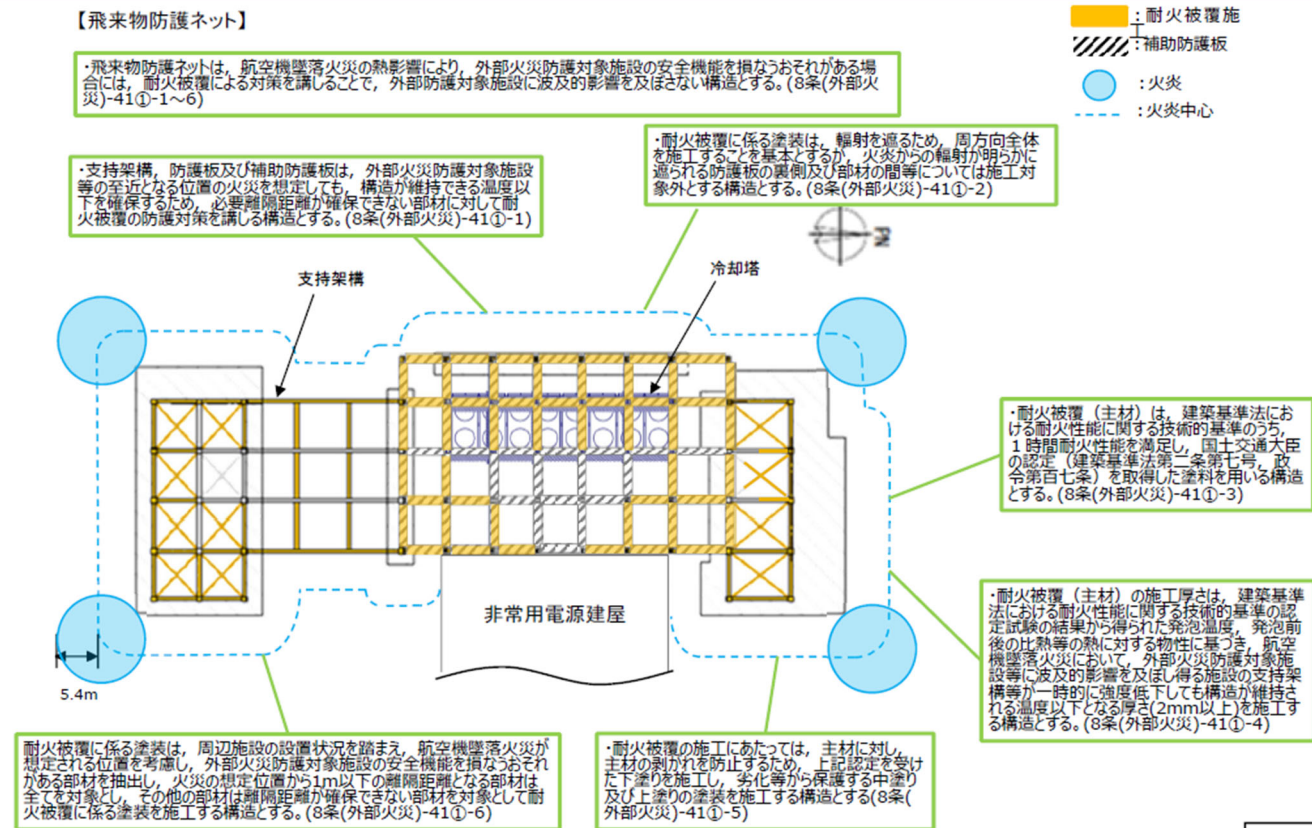 【飛来物防護ネット】
：耐火被覆施
工
：補助防護板
：火炎
：火炎中心
・飛来物防護ネットは，航空機墜落火災の熱影響により，外部火災防護対象施設の安全機能を損なうおそれがある場
合には，耐火被覆による対策を講じることで，外部防護対象施設に波及的影響を及ぼさない構造とする。(8条(外部火
災)-41①-1～6)
・支持架構，防護板及び補助防護板は，外部火災防護対象施設
等の至近となる位置の火災を想定しても，構造が維持できる温度以
下を確保するため，必要離隔距離が確保できない部材に対して耐
火被覆の防護対策を講じる構造とする。(8条(外部火災)-41①-1)
・耐火被覆に係る塗装は，輻射を遮るため，周方向全体
を施工することを基本とするが，火炎からの輻射が明らかに
遮られる防護板の裏側及び部材の間等については施工対
象外とする構造とする。(8条(外部火災)-41①-2)
PN
支持架構
冷却塔
・耐火被覆（主材）は，建築基準法にお
ける耐火性能に関する技術的基準のうち，
１時間耐火性能を満足し，国土交通大臣
の認定（建築基準法第二条第七号，政
令第百七条）を取得した塗料を用いる構造
とする。(8条(外部火災)-41①-3)
非常用電源建屋
・耐火被覆（主材）の施工厚さは，建築基準
法における耐火性能に関する技術的基準の認
定試験の結果から得られた発泡温度，発泡前
後の比熱等の熱に対する物性に基づき，航空
機墜落火災において，外部火災防護対象施
設等に波及的影響を及ぼし得る施設の支持架
構等が一時的に強度低下しても構造が維持さ
れる温度以下となる厚さ(2mm以上)を施工す
る構造とする。(8条(外部火災)-41①-4)
5.4m
耐火被覆に係る塗装は，周辺施設の設置状況を踏まえ，航空機墜落火災が
想定される位置を考慮し，外部火災防護対象施設の安全機能を損なうおそれ
がある部材を抽出し，火災の想定位置から1m以下の離隔距離となる部材は
全てを対象とし，その他の部材は離隔距離が確保できない部材を対象として耐
火被覆に係る塗装を施工する構造とする。(8条(外部火災)-41①-6)
・耐火被覆の施工にあたっては，主材に対し，
主材の剥がれを防止するため，上記認定を受け
た下塗りを施工し，劣化等から保護する中塗り
及び上塗りの塗装を施工する構造とする(8条(
外部火災)-41①-5)